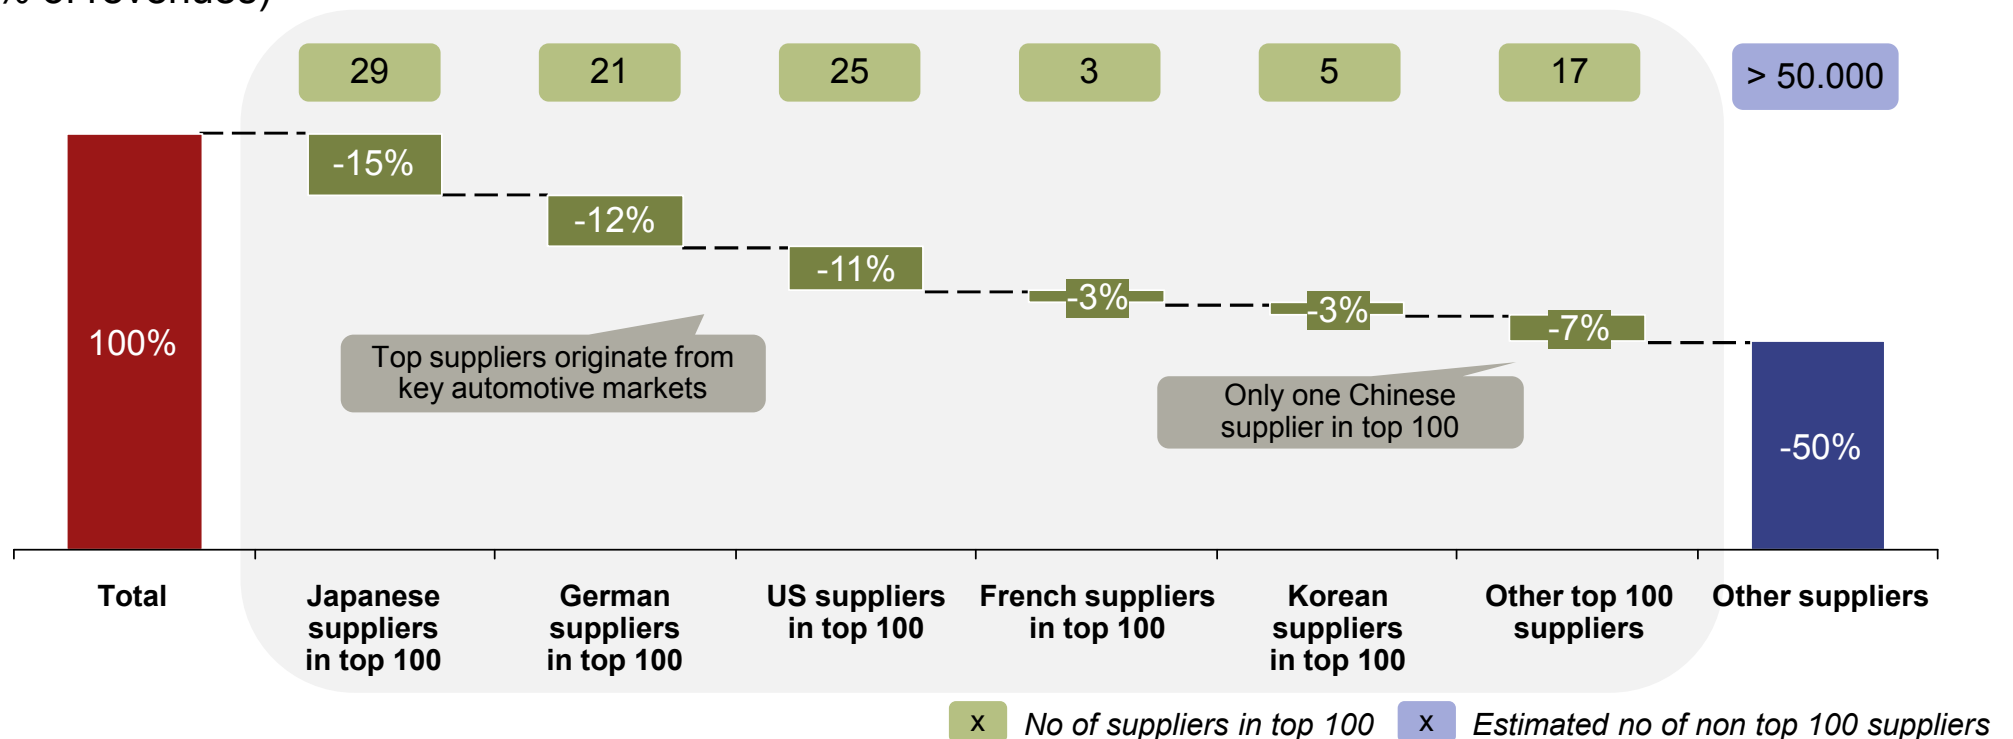 % of revenues)
29
21
25
3
5
17
> 50.000
-15%
-12%
-11%
-3%
-3%
-7%
100%
-50%
Top suppliers originate from
key automotive markets
Only one Chinese
supplier in top 100
Total
Japanese
suppliers
in top 100
German
suppliers
in top 100
US suppliers
in top 100
French suppliers
in top 100
Korean
suppliers
in top 100
Other top 100
suppliers
Other suppliers
x No of suppliers in top 100
x Estimated no of non top 100 suppliers